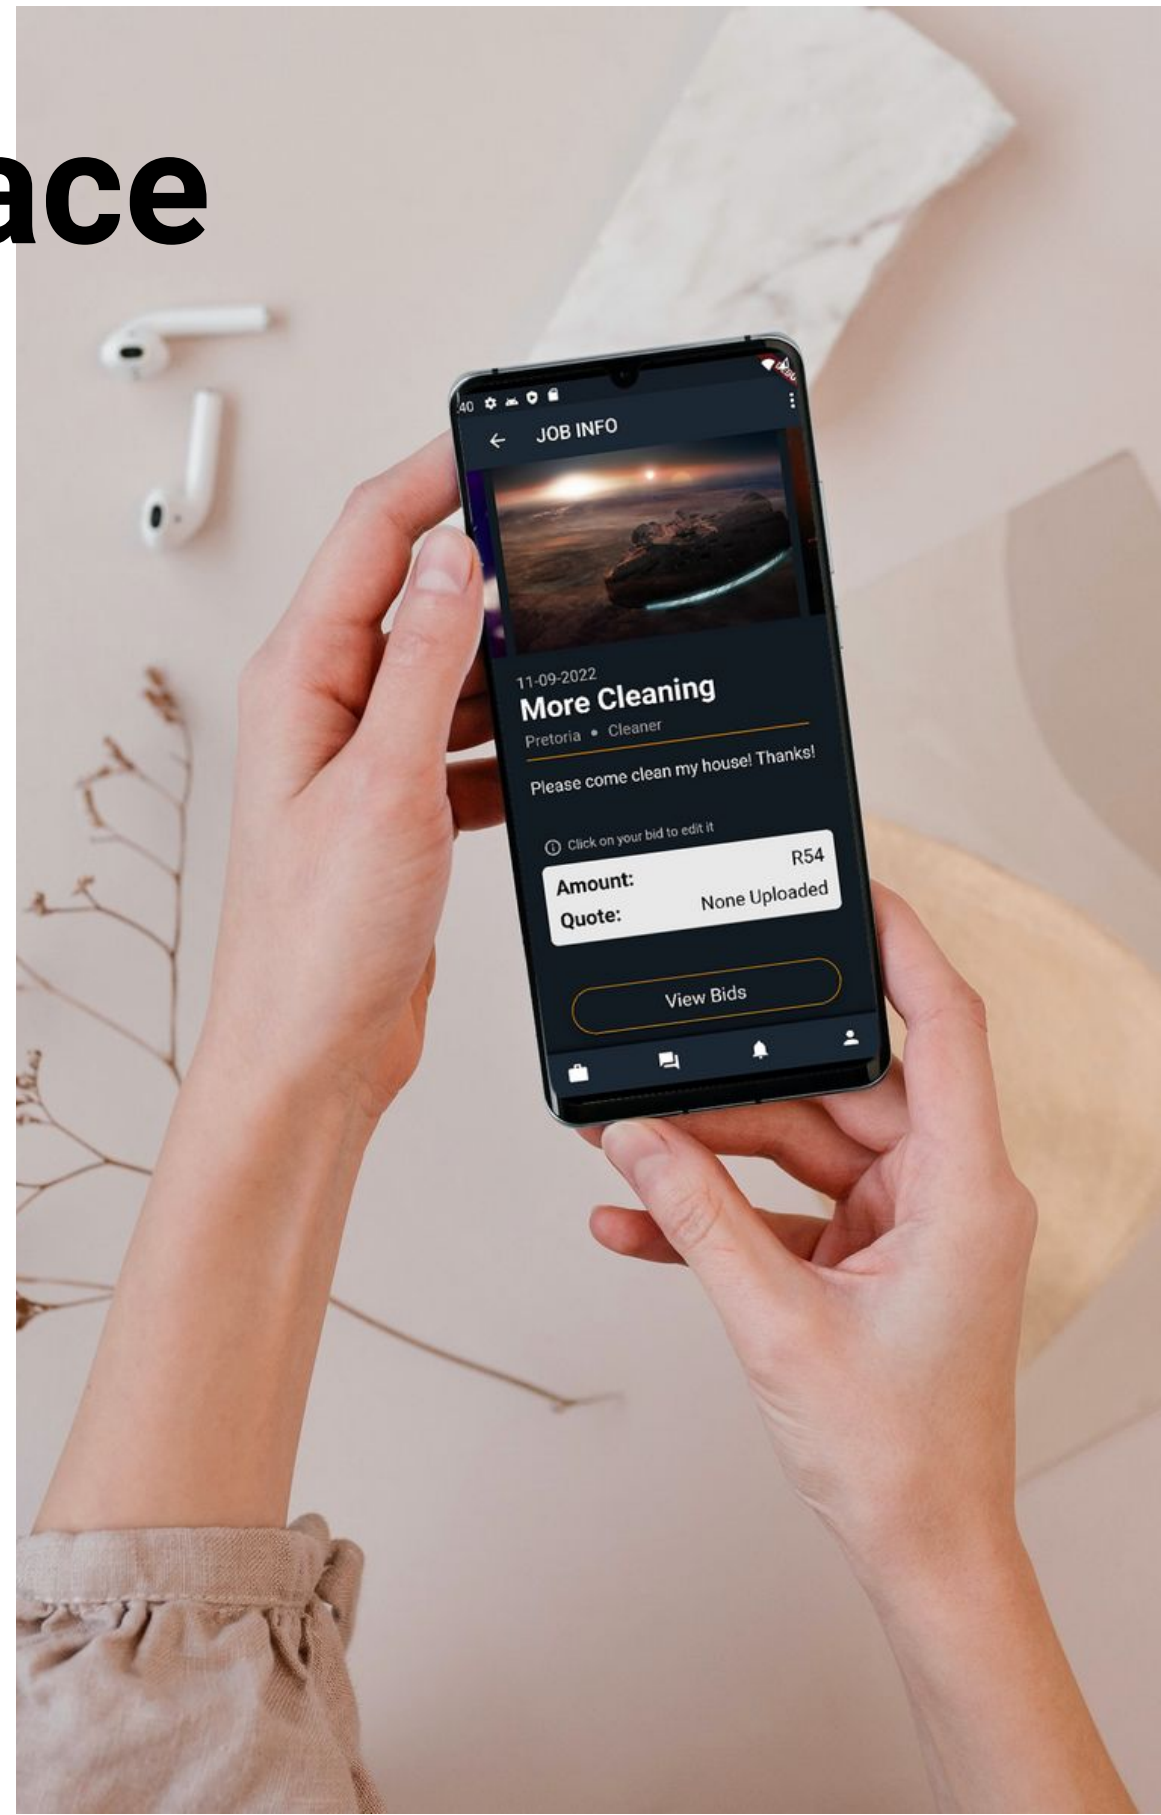 ace
40
JOB INFO
11-09-2022
More Cleaning
Pretoria • Cleaner
Please come clean my house! Thanks!
Click on your bid to edit it
Amount: R54
Quote: None Uploaded
View Bids